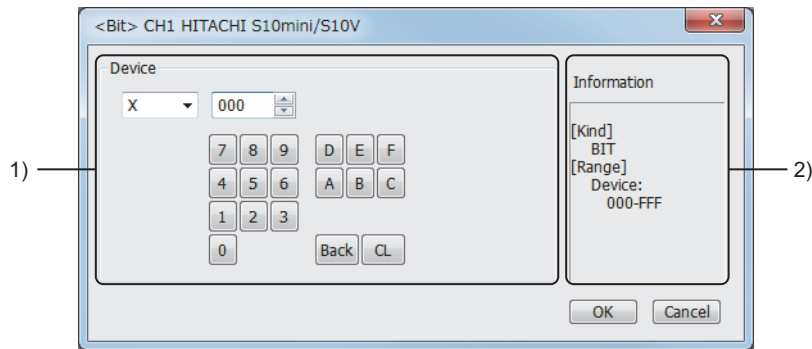 <Bit> CH1 HITACHI S10mini/S10V
X
Device
X 000
7 8 9 D E F
4 5 6 A B C
1 2 3
0 Back CL
1)
Information
[Kind]
BIT
[Range]
Device:
000-FFF
2)
OK Cancel